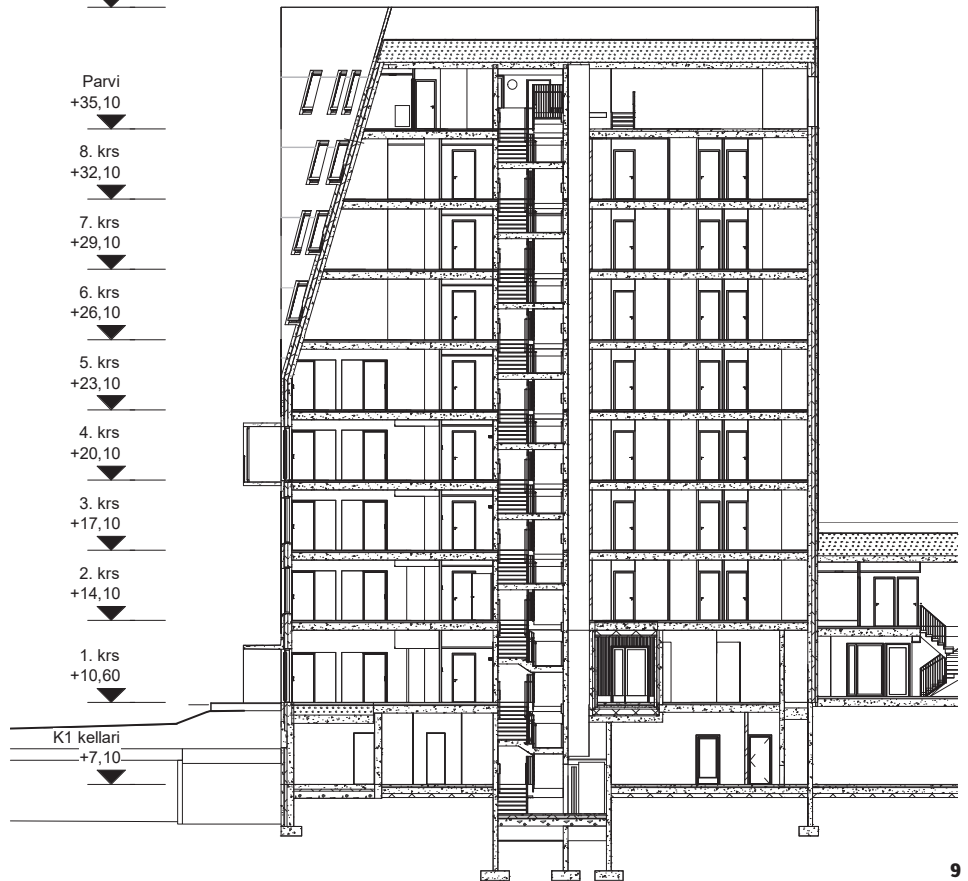 Parvi
+35,10
8. krs
+32,10
7. krs
+29,10
6. krs
+26,10
5. krs
+23,10
4. krs
+20,10
3. krs
+17,10
2. krs
+14,10
1. krs
+10,60
K1 kellari
+7,10
9